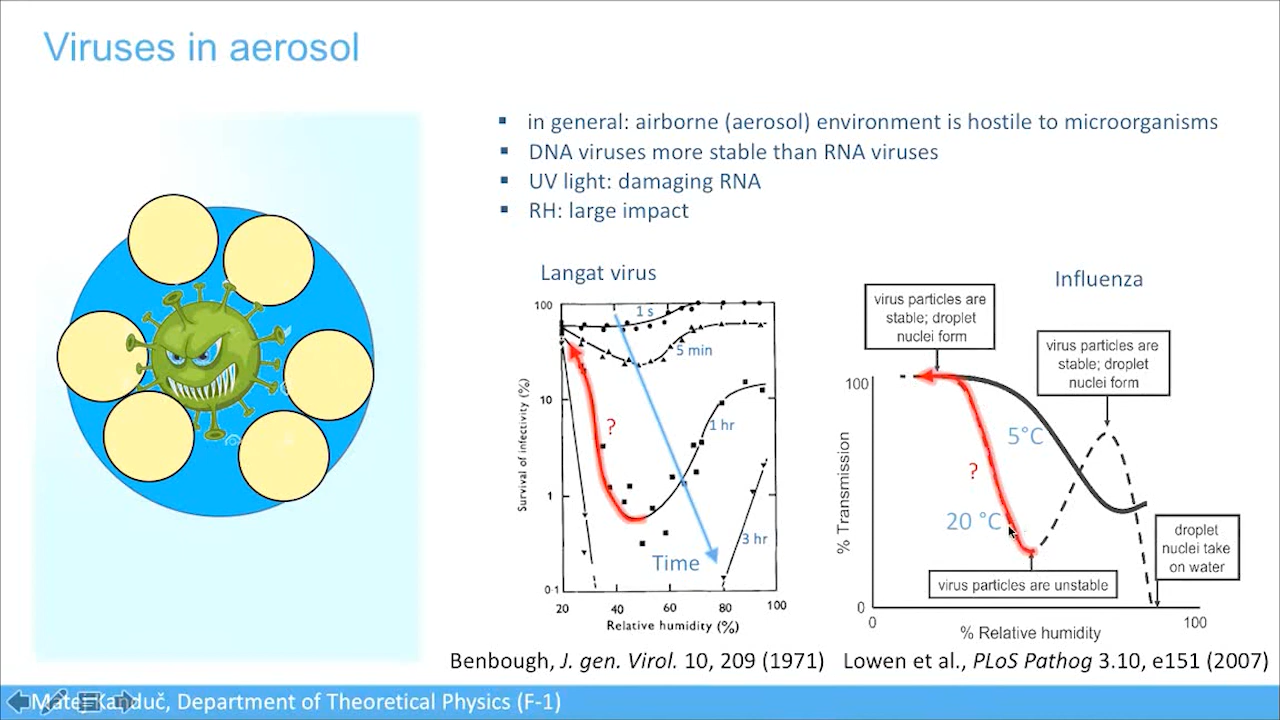 Viruses in aerosol
▪ in general: airborne (aerosol) environment is hostile to microorganisms
▪ DNA viruses more stable than RNA viruses
▪ UV light: damaging RNA
▪ RH: large impact
Langat virus
100
10
1
0·1
Survival of infectivity (%)
1 s
5 min
?
1 hr
3 hr
Time
20 40 60 80 100
Relative humidity (%)
Influenza
virus particles are
stable; droplet
nuclei form
virus particles are
stable; droplet
nuclei form
100
% Transmission
5°C
?
20 °C
droplet
nuclei take
on water
virus particles are unstable
0
0 100
% Relative humidity
Benbough, J. gen. Virol. 10, 209 (1971)
Lowen et al., PLoS Pathog 3.10, e151 (2007)
Matej Kanduč, Department of Theoretical Physics (F-1)